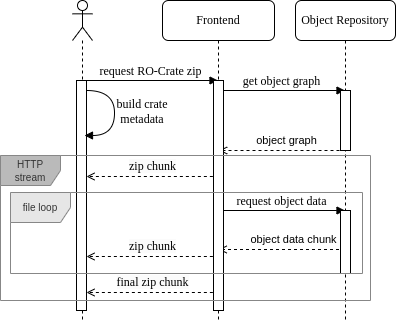 Frontend
Object Repository
request RO-Crate zip
get object graph
build crate
metadata
object graph
HTTP
stream
zip chunk
file loop
request object data
zip chunk
object data chunk
final zip chunk